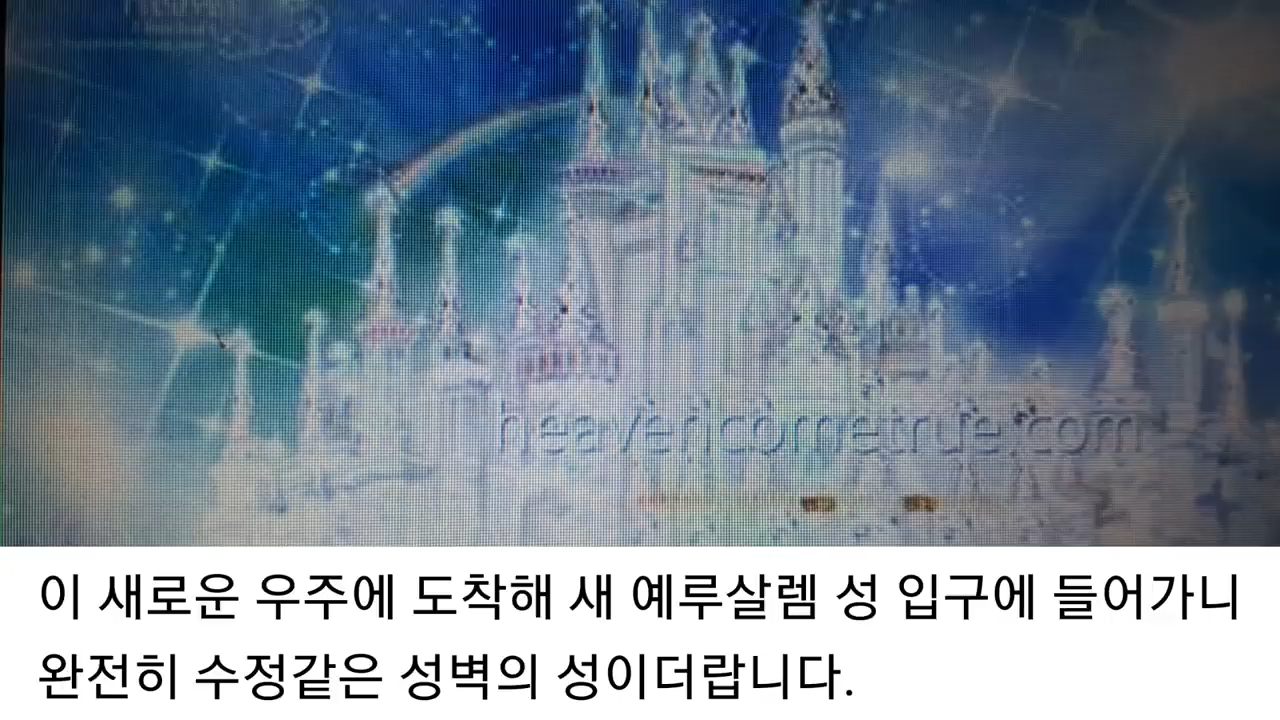 heavencometrue.com
이 새로운 우주에 도착해 새 예루살렘 성 입구에 들어가니
완전히 수정같은 성벽의 성이더랍니다.